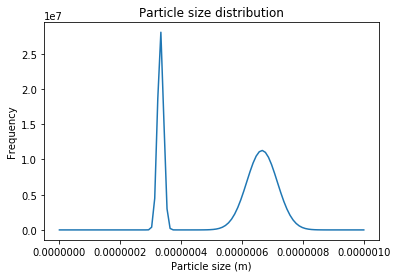 Particle size distribution
1e7
2.5
2.0
1.5
1.0
0.5
0.0
Frequency
0.0000000 0.0000002 0.0000004 0.0000006 0.0000008 0.0000010
Particle size (m)